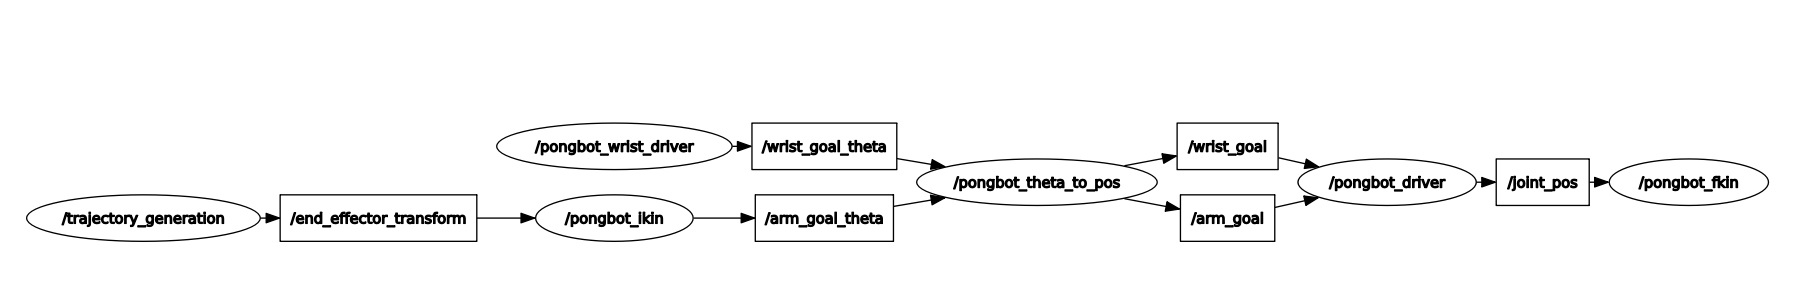 /pongbot_wrist_driver
/wrist_goal_theta
/wrist_goal
/pongbot_theta_to_pos
/pongbot_driver
/joint_pos
/pongbot_fkin
/trajectory_generation
/end_effector_transform
/pongbot_ikin
/arm_goal_theta
/arm_goal